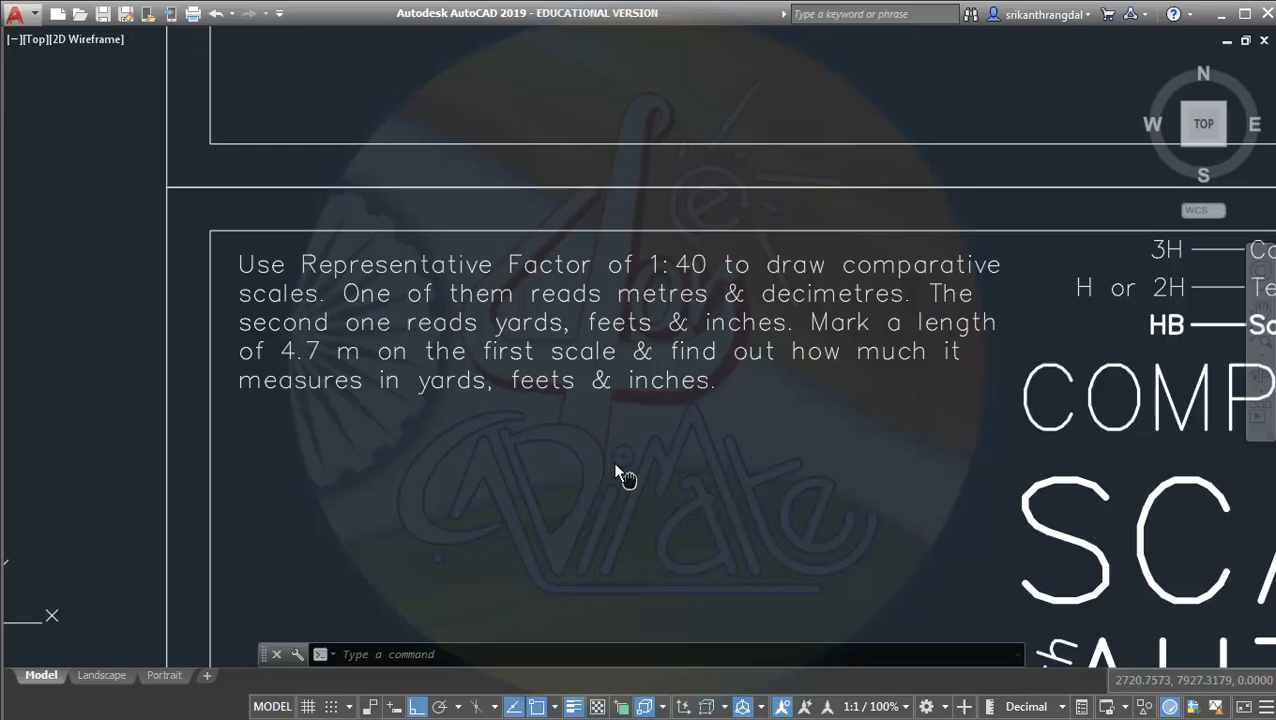 Autodesk AutoCAD 2019 - EDUCATIONAL VERSION
Type a keyword or phrase
srikanthrangdal
[−][Top][2D Wireframe]
N
W
TOP
E
S
WCS
Use Representative Factor of 1:40 to draw comparative
scales. One of them reads metres & decimetres. The
second one reads yards, feets & inches. Mark a length
of 4.7 m on the first scale & find out how much it
measures in yards, feets & inches.
3H
H or 2H
HB
COMP
SC
X
Type a command
Model
Landscape
Portrait
2720.7573, 7927.3179, 0.0000
MODEL
1:1 / 100%
Decimal